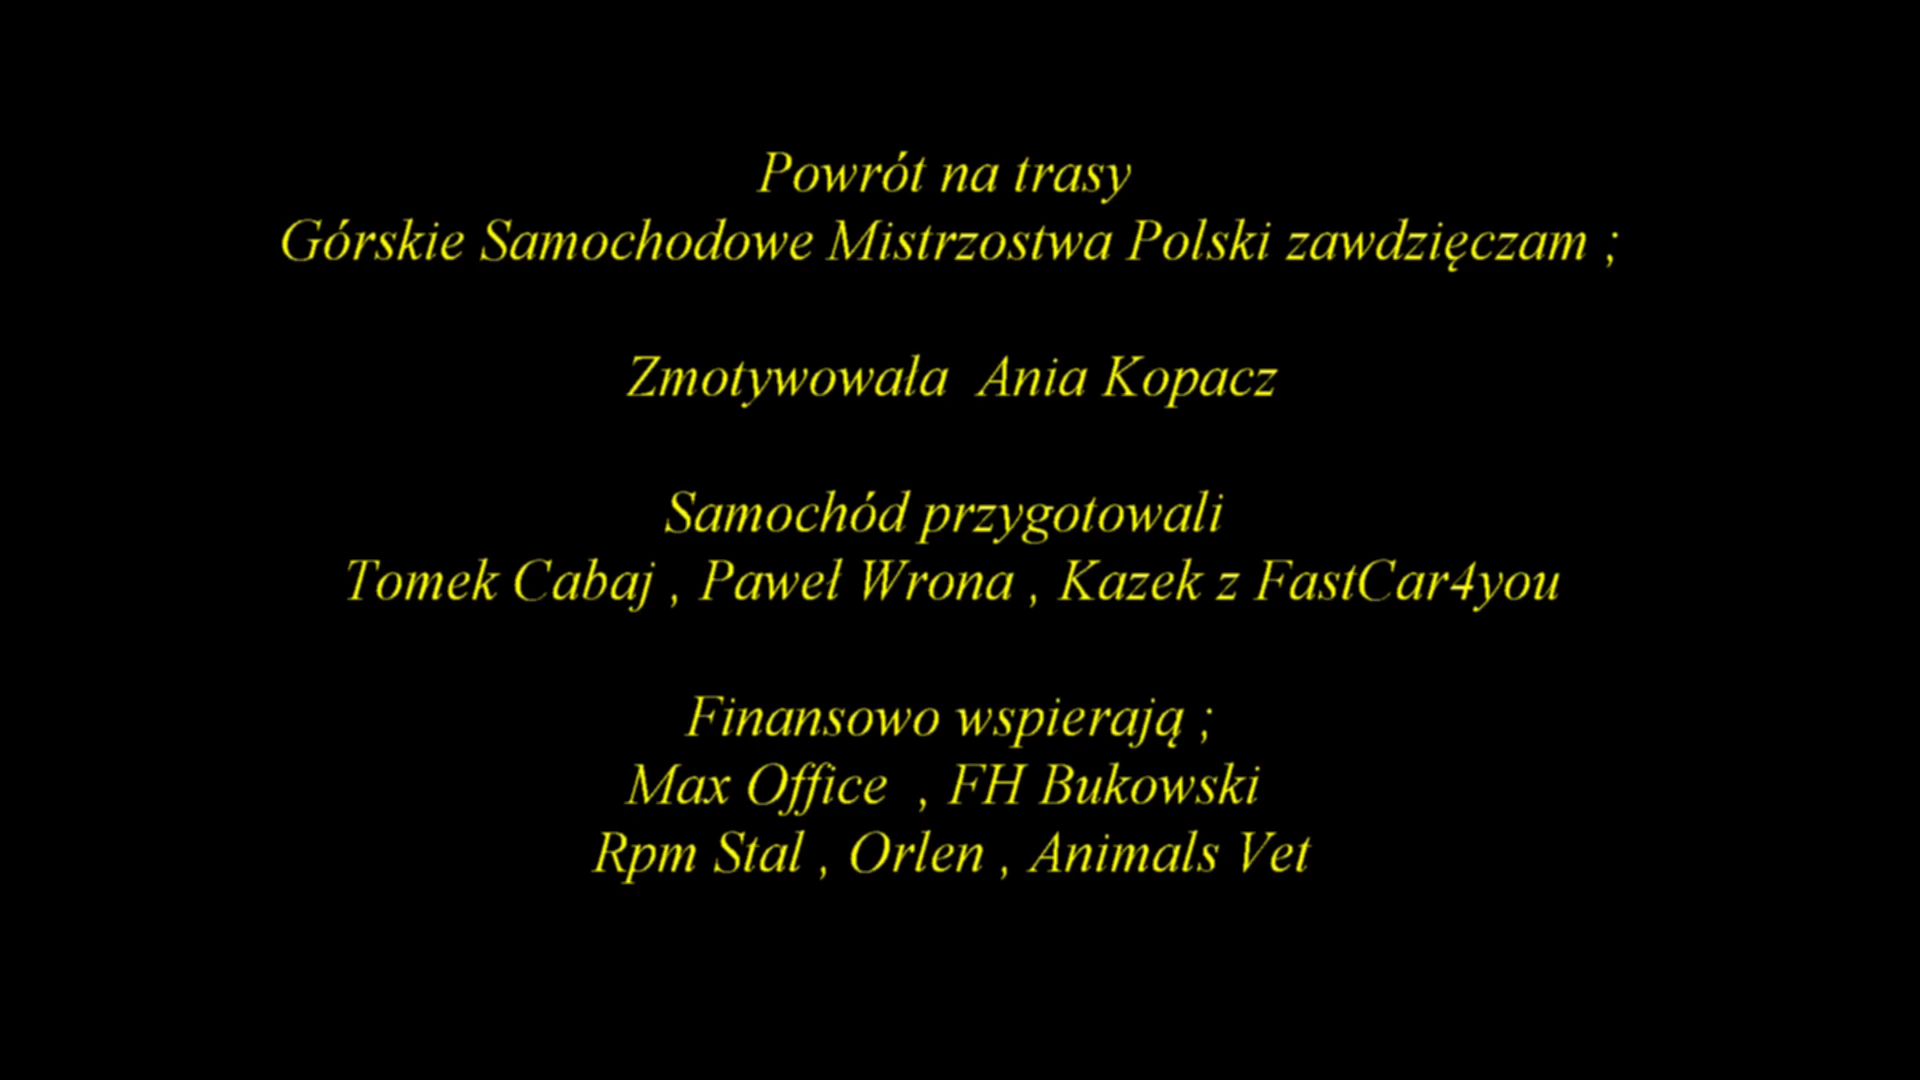 Powrót na trasy
Górskie Samochodowe Mistrzostwa Polski zawdzięczam ;
Zmotywowała  Ania Kopacz
Samochód przygotowali
Tomek Cabaj , Paweł Wrona , Kazek z FastCar4you
Finansowo wspierają ;
Max Office  , FH Bukowski
Rpm Stal , Orlen , Animals Vet